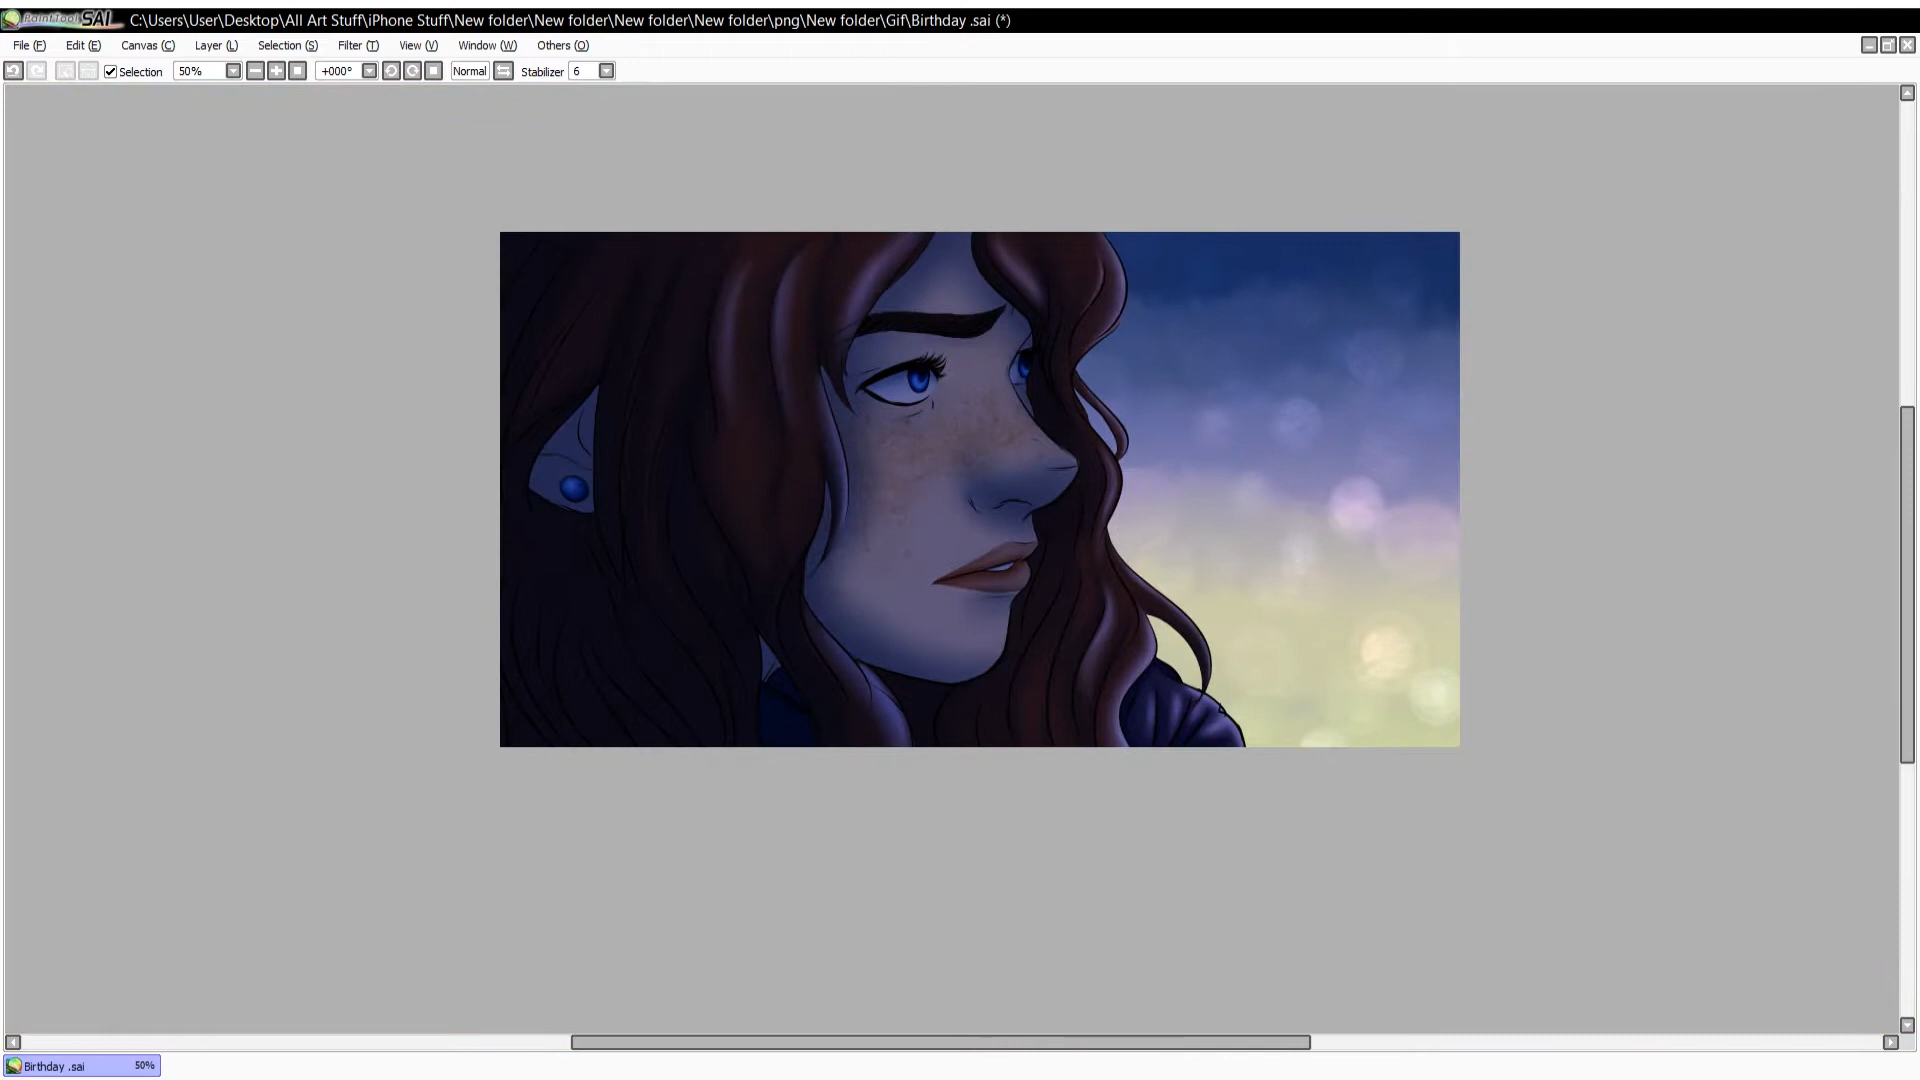 PaintTool SAI C:\Users\User\Desktop\All Art Stuff\iPhone Stuff\New folder\New folder\New folder\New folder\png\New folder\Gif\Birthday .sai (*)
File (F) Edit (E) Canvas (C) Layer (L) Selection (S) Filter (T) View (V) Window (W) Others (O)
Selection 50% +000° Normal Stabilizer 6
Birthday .sai 50%